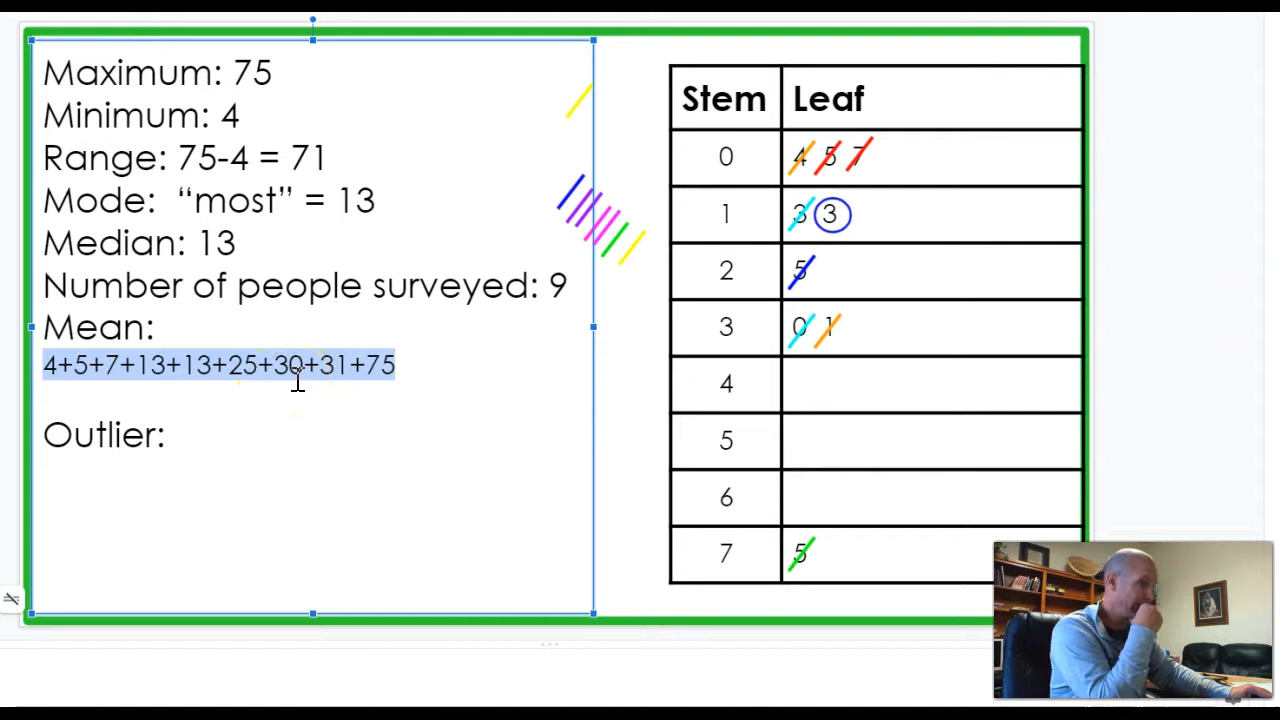 Maximum: 75
Minimum: 4
Range: 75-4 = 71
Mode: “most” = 13
Median: 13
Number of people surveyed: 9
Mean:
4+5+7+13+13+25+30+31+75
Outlier:
Stem Leaf
0 4 5 7
1 3 3
2 5
3 0 1
4
5
6
7 5